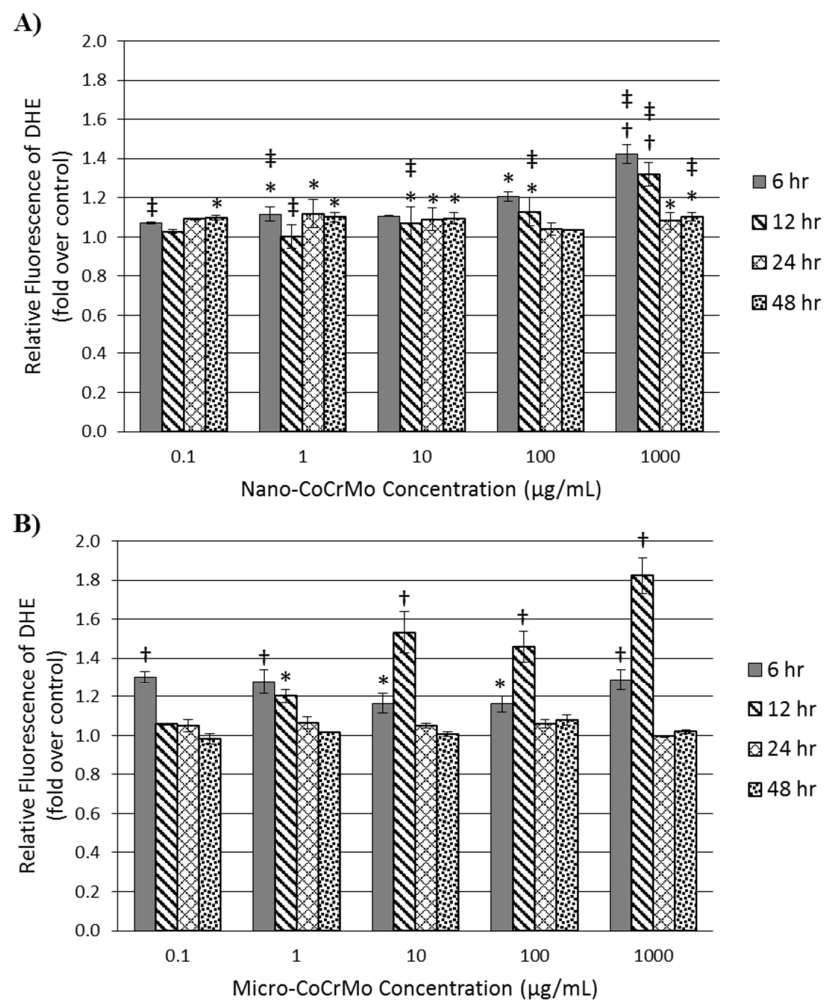 A)
Relative Fluorescence of DHE
(fold over control)
2.0
1.8
1.6
1.4
1.2
1.0
0.8
0.6
0.4
0.2
0.0
‡
*
‡
*
‡
*
*
‡
*
*
*
*
‡
*
‡
†
‡
†
*
‡
*
0.1 1 10 100 1000
Nano-CoCrMo Concentration (µg/mL)
6 hr
12 hr
24 hr
48 hr
B)
Relative Fluorescence of DHE
(fold over control)
2.0
1.8
1.6
1.4
1.2
1.0
0.8
0.6
0.4
0.2
0.0
†
†
*
*
†
*
†
†
†
0.1 1 10 100 1000
Micro-CoCrMo Concentration (µg/mL)
6 hr
12 hr
24 hr
48 hr